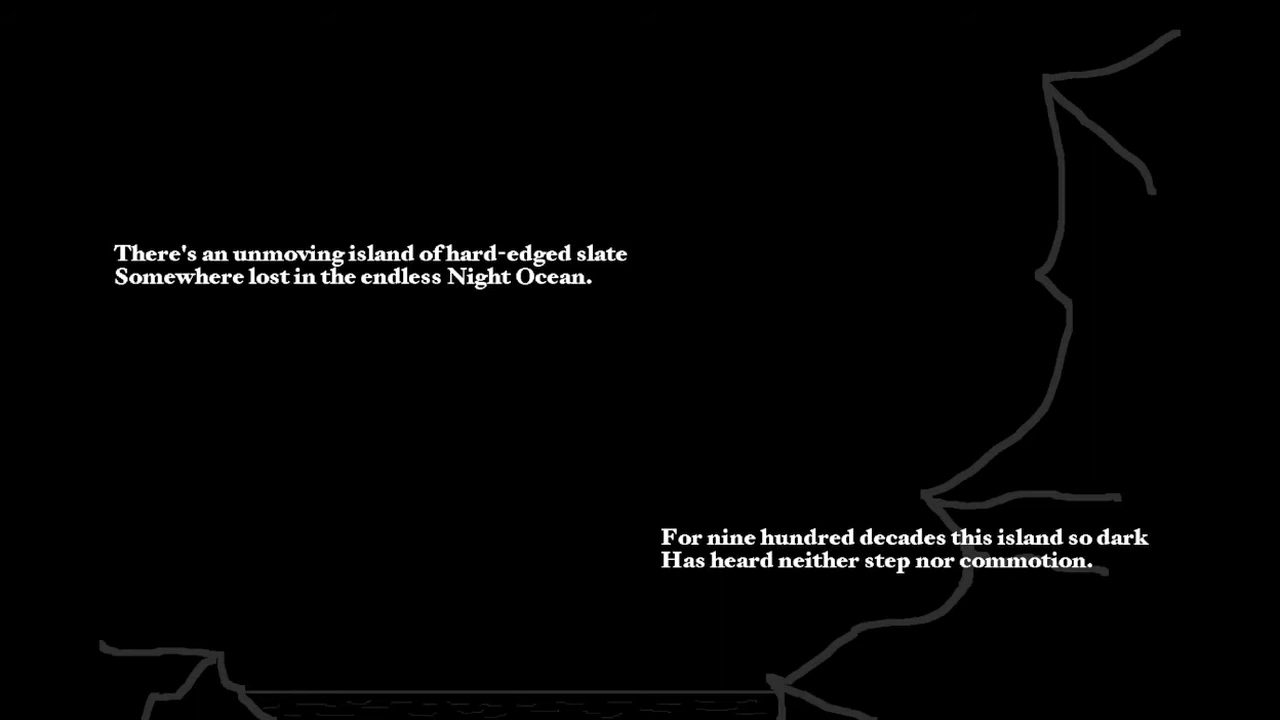 There's an unmoving island of hard-edged slate
Somewhere lost in the endless Night Ocean.
For nine hundred decades this island so dark
Has heard neither step nor commotion.